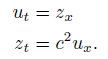 u_t = z_x
z_t = c^2 u_x.